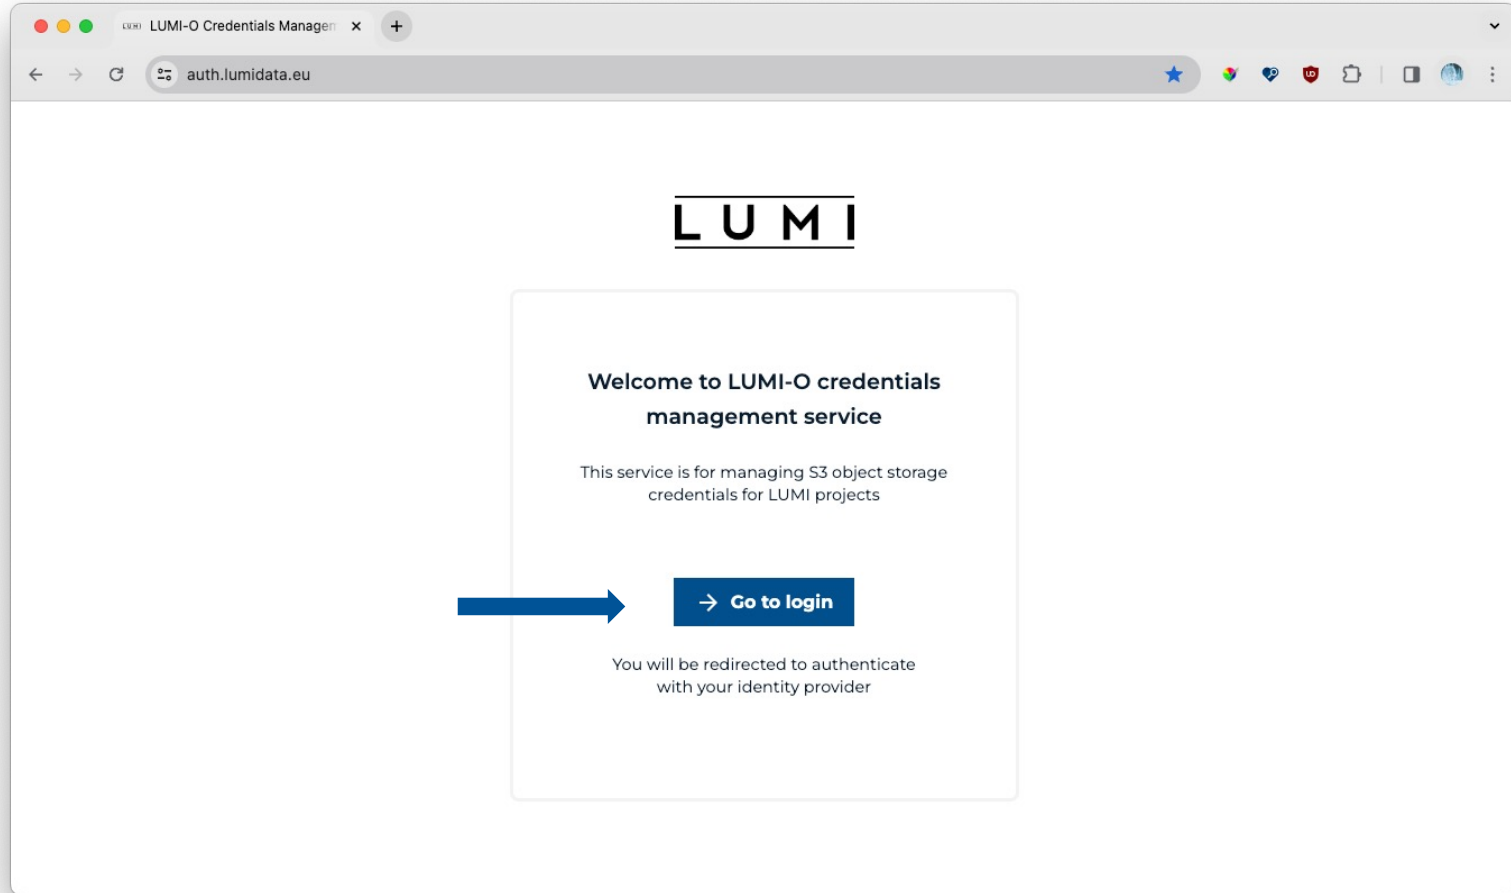 LUMI-O Credentials Managem
auth.lumidata.eu
LUMI
Welcome to LUMI-O credentials
management service
This service is for managing S3 object storage
credentials for LUMI projects
→ Go to login
You will be redirected to authenticate
with your identity provider